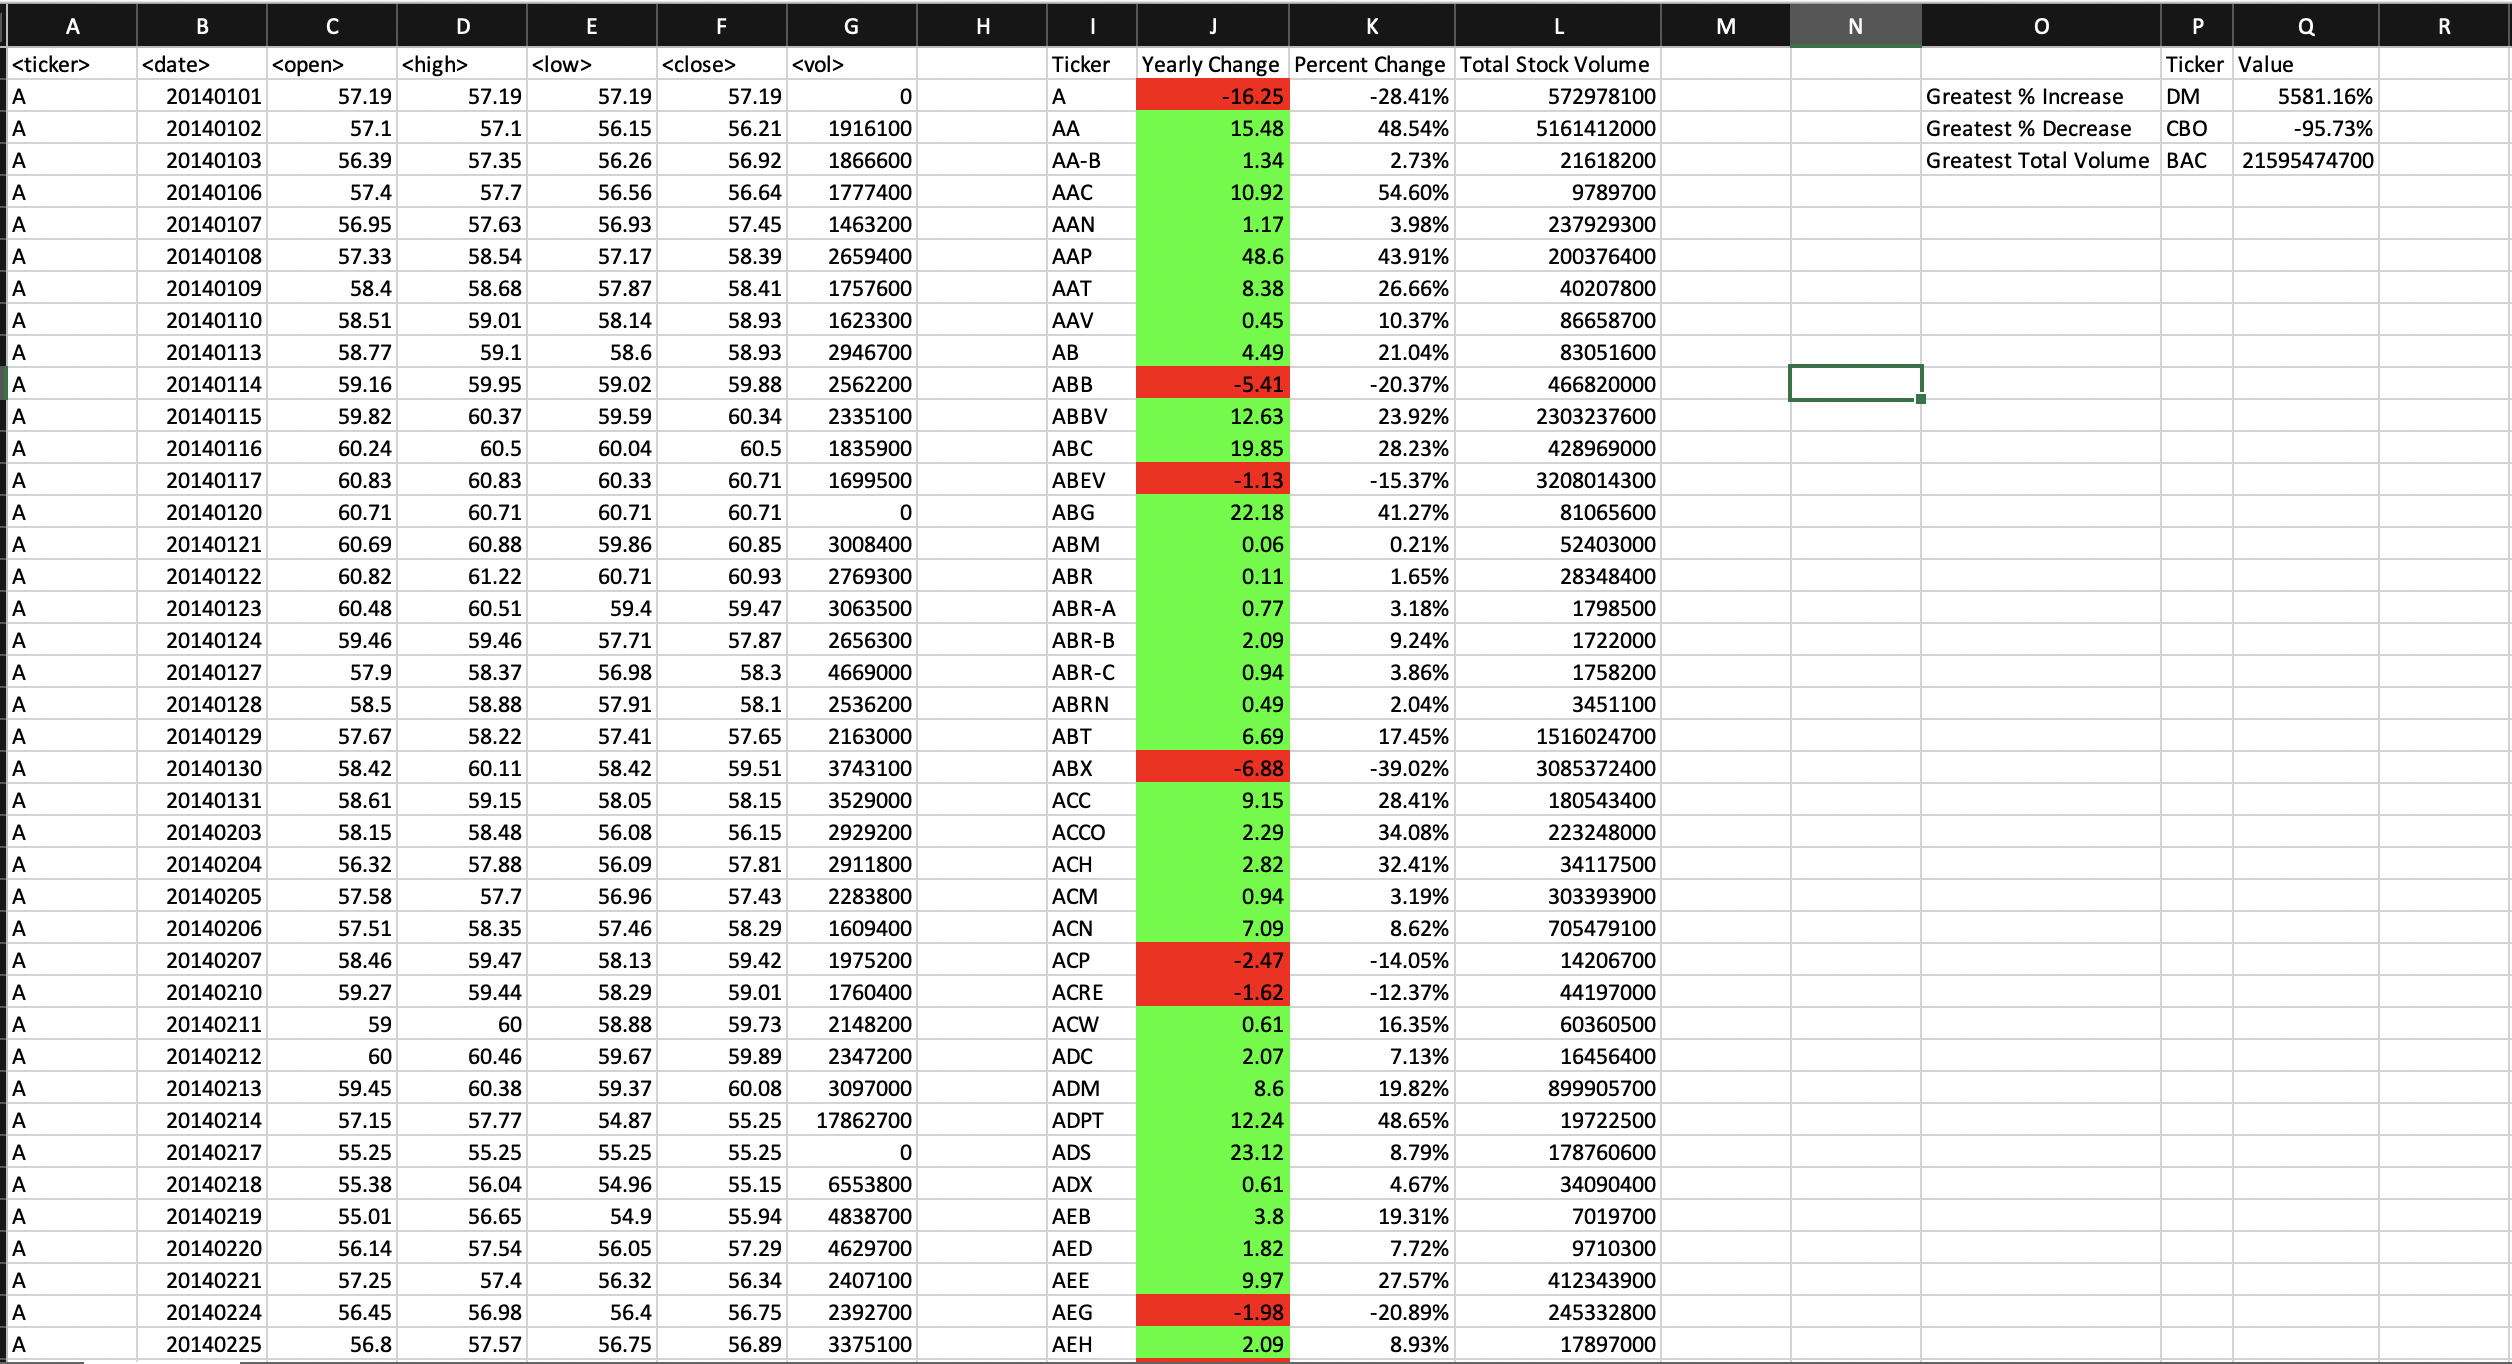 A B C D E F G H I J K L M N O P Q R
<ticker> <date> <open> <high> <low> <close> <vol> Ticker Yearly Change Percent Change Total Stock Volume Ticker Value
A 20140101 57.19 57.19 57.19 57.19 0 A -16.25 -28.41% 572978100 Greatest % Increase DM 5581.16%
A 20140102 57.1 57.1 56.15 56.21 1916100 AA 15.48 48.54% 5161412000 Greatest % Decrease CBO -95.73%
A 20140103 56.39 57.35 56.26 56.92 1866600 AA-B 1.34 2.73% 21618200 Greatest Total Volume BAC 21595474700
A 20140106 57.4 57.7 56.56 56.64 1777400 AAC 10.92 54.60% 9789700
A 20140107 56.95 57.63 56.93 57.45 1463200 AAN 1.17 3.98% 237929300
A 20140108 57.33 58.54 57.17 58.39 2659400 AAP 48.6 43.91% 200376400
A 20140109 58.4 58.68 57.87 58.41 1757600 AAT 8.38 26.66% 40207800
A 20140110 58.51 59.01 58.14 58.93 1623300 AAV 0.45 10.37% 86658700
A 20140113 58.77 59.1 58.6 58.93 2946700 AB 4.49 21.04% 83051600
A 20140114 59.16 59.95 59.02 59.88 2562200 ABB -5.41 -20.37% 466820000
A 20140115 59.82 60.37 59.59 60.34 2335100 ABBV 12.63 23.92% 2303237600
A 20140116 60.24 60.5 60.04 60.5 1835900 ABC 19.85 28.23% 428969000
A 20140117 60.83 60.83 60.33 60.71 1699500 ABEV -1.13 -15.37% 3208014300
A 20140120 60.71 60.71 60.71 60.71 0 ABG 22.18 41.27% 81065600
A 20140121 60.69 60.88 59.86 60.85 3008400 ABM 0.06 0.21% 52403000
A 20140122 60.82 61.22 60.71 60.93 2769300 ABR 0.11 1.65% 28348400
A 20140123 60.48 60.51 59.4 59.47 3063500 ABR-A 0.77 3.18% 1798500
A 20140124 59.46 59.46 57.71 57.87 2656300 ABR-B 2.09 9.24% 1722000
A 20140127 57.9 58.37 56.98 58.3 4669000 ABR-C 0.94 3.86% 1758200
A 20140128 58.5 58.88 57.91 58.1 2536200 ABRN 0.49 2.04% 3451100
A 20140129 57.67 58.22 57.41 57.65 2163000 ABT 6.69 17.45% 1516024700
A 20140130 58.42 60.11 58.42 59.51 3743100 ABX -6.88 -39.02% 3085372400
A 20140131 58.61 59.15 58.05 58.15 3529000 ACC 9.15 28.41% 180543400
A 20140203 58.15 58.48 56.08 56.15 2929200 ACCO 2.29 34.08% 223248000
A 20140204 56.32 57.88 56.09 57.81 2911800 ACH 2.82 32.41% 34117500
A 20140205 57.58 57.7 56.96 57.43 2283800 ACM 0.94 3.19% 303393900
A 20140206 57.51 58.35 57.46 58.29 1609400 ACN 7.09 8.62% 705479100
A 20140207 58.46 59.47 58.13 59.42 1975200 ACP -2.47 -14.05% 14206700
A 20140210 59.27 59.44 58.29 59.01 1760400 ACRE -1.62 -12.37% 44197000
A 20140211 59 60 58.88 59.73 2148200 ACW 0.61 16.35% 60360500
A 20140212 60 60.46 59.67 59.89 2347200 ADC 2.07 7.13% 16456400
A 20140213 59.45 60.38 59.37 60.08 3097000 ADM 8.6 19.82% 899905700
A 20140214 57.15 57.77 54.87 55.25 17862700 ADPT 12.24 48.65% 19722500
A 20140217 55.25 55.25 55.25 55.25 0 ADS 23.12 8.79% 178760600
A 20140218 55.38 56.04 54.96 55.15 6553800 ADX 0.61 4.67% 34090400
A 20140219 55.01 56.65 54.9 55.94 4838700 AEB 3.8 19.31% 7019700
A 20140220 56.14 57.54 56.05 57.29 4629700 AED 1.82 7.72% 9710300
A 20140221 57.25 57.4 56.32 56.34 2407100 AEE 9.97 27.57% 412343900
A 20140224 56.45 56.98 56.4 56.75 2392700 AEG -1.98 -20.89% 245332800
A 20140225 56.8 57.57 56.75 56.89 3375100 AEH 2.09 8.93% 17897000